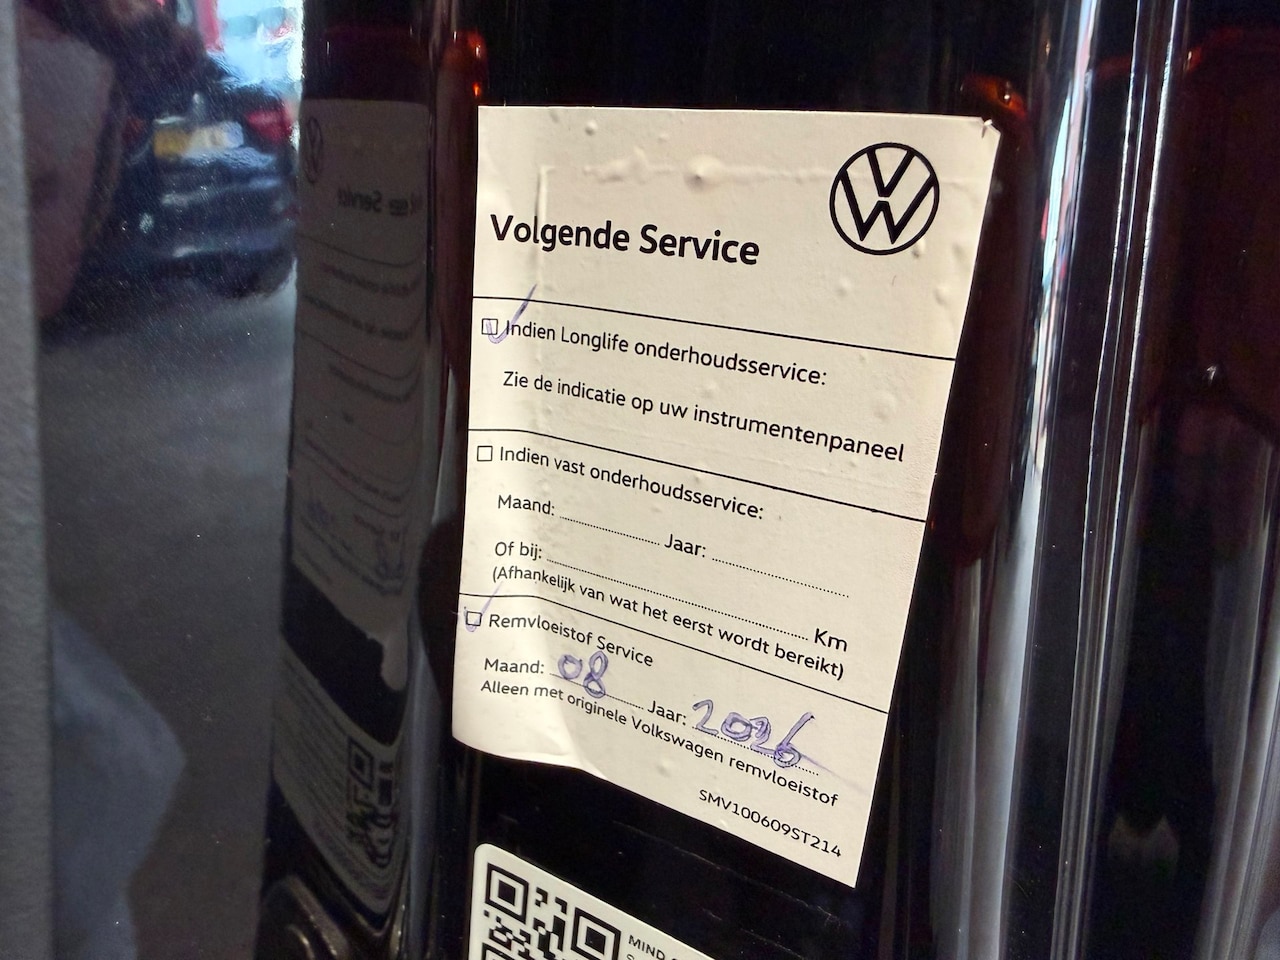 Volgende Service
Indien Longlife onderhoudsservice:
Zie de indicatie op uw instrumentenpaneel
Indien vast onderhoudsservice:
Maand: Jaar:
Of bij: Km
(Afhankelijk van wat het eerst wordt bereikt)
Remvloeistof Service
Maand: 08 Jaar: 2026
Alleen met originele Volkswagen remvloeistof
SMV100609ST214
MIND